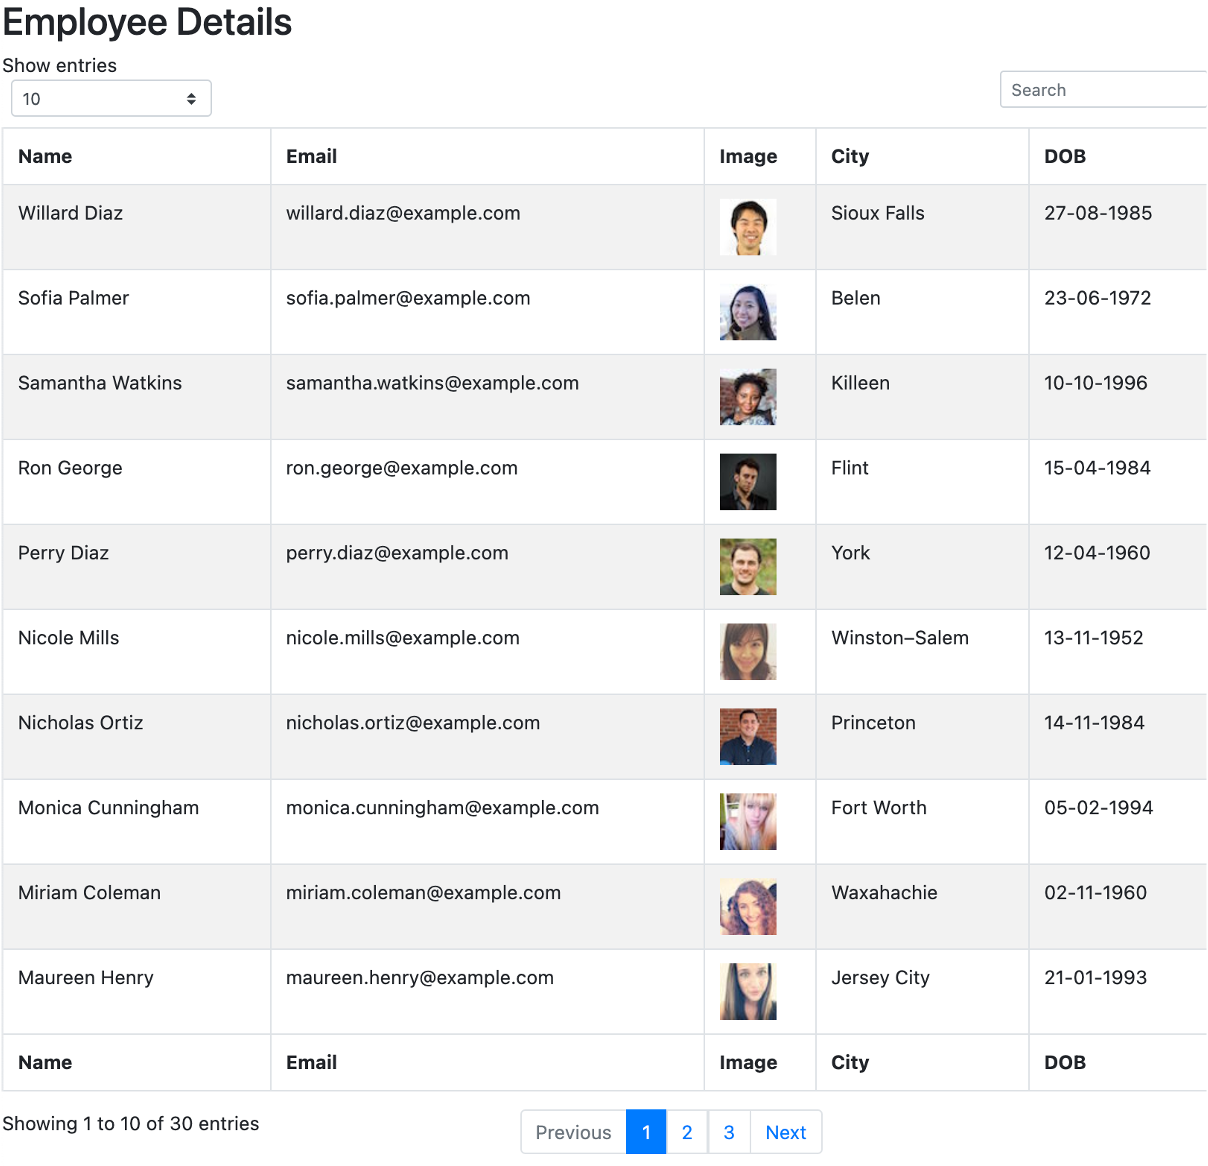 Employee Details
Show entries
10
Search
Name Email Image City DOB
Willard Diaz willard.diaz@example.com Sioux Falls 27-08-1985
Sofia Palmer sofia.palmer@example.com Belen 23-06-1972
Samantha Watkins samantha.watkins@example.com Killeen 10-10-1996
Ron George ron.george@example.com Flint 15-04-1984
Perry Diaz perry.diaz@example.com York 12-04-1960
Nicole Mills nicole.mills@example.com Winston–Salem 13-11-1952
Nicholas Ortiz nicholas.ortiz@example.com Princeton 14-11-1984
Monica Cunningham monica.cunningham@example.com Fort Worth 05-02-1994
Miriam Coleman miriam.coleman@example.com Waxahachie 02-11-1960
Maureen Henry maureen.henry@example.com Jersey City 21-01-1993
Name Email Image City DOB
Showing 1 to 10 of 30 entries Previous 1 2 3 Next